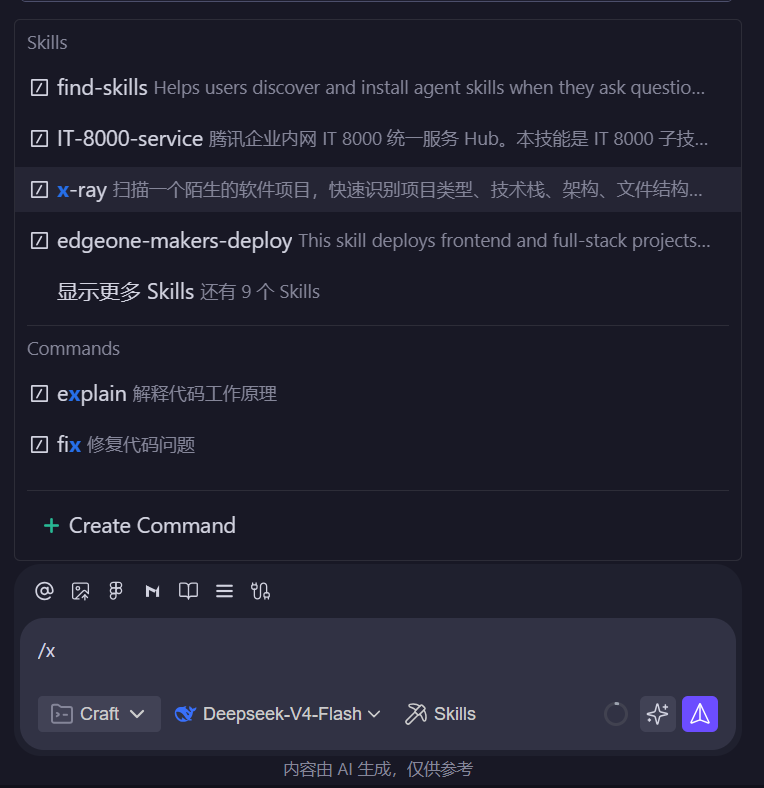 Skills
find-skills Helps users discover and install agent skills when they ask questio...
IT-8000-service 腾讯企业内网 IT 8000 统一服务 Hub。本技能是 IT 8000 子技...
x-ray 扫描一个陌生的软件项目，快速识别项目类型、技术栈、架构、文件结构...
edgeone-makers-deploy This skill deploys frontend and full-stack projects...
显示更多 Skills 还有 9 个 Skills
Commands
explain 解释代码工作原理
fix 修复代码问题
+ Create Command
/x
Craft Deepseek-V4-Flash Skills
内容由 AI 生成，仅供参考